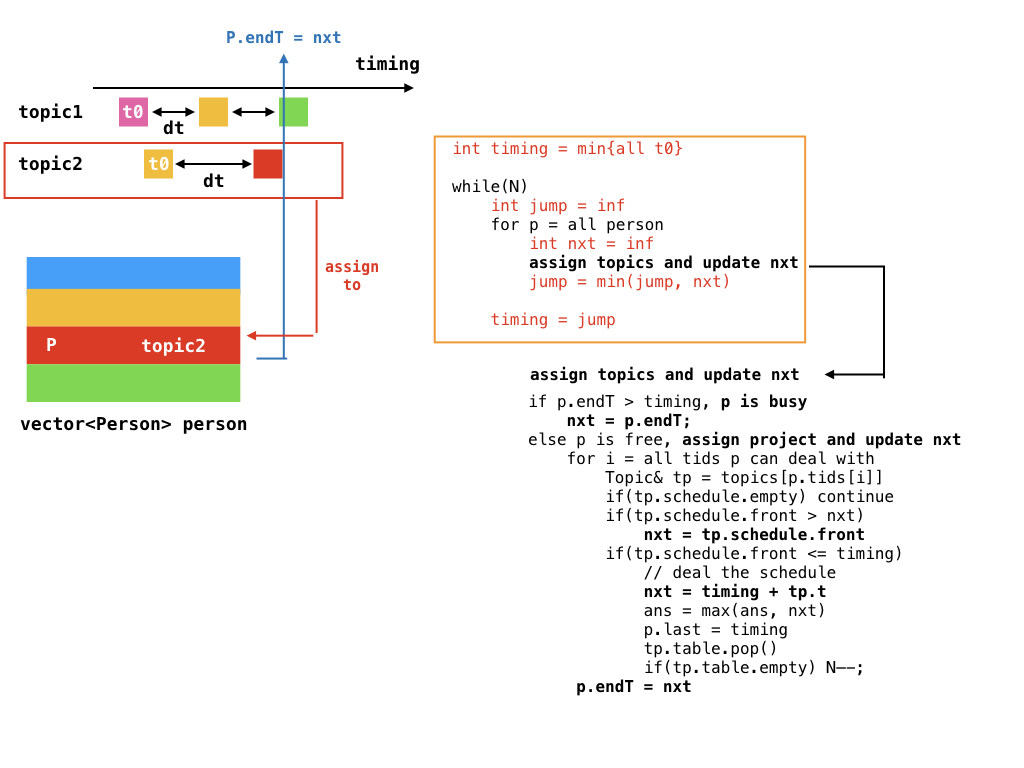 P.endT = nxt
timing
topic1 t0
dt
topic2 t0
dt
assign
to
P topic2
vector<Person> person
int timing = min{all t0}
while(N)
int jump = inf
for p = all person
int nxt = inf
assign topics and update nxt
jump = min(jump, nxt)
timing = jump
assign topics and update nxt
if p.endT > timing, p is busy
nxt = p.endT;
else p is free, assign project and update nxt
for i = all tids p can deal with
Topic& tp = topics[p.tids[i]]
if(tp.schedule.empty) continue
if(tp.schedule.front > nxt)
nxt = tp.schedule.front
if(tp.schedule.front <= timing)
// deal the schedule
nxt = timing + tp.t
ans = max(ans, nxt)
p.last = timing
tp.table.pop()
if(tp.table.empty) N——;
p.endT = nxt